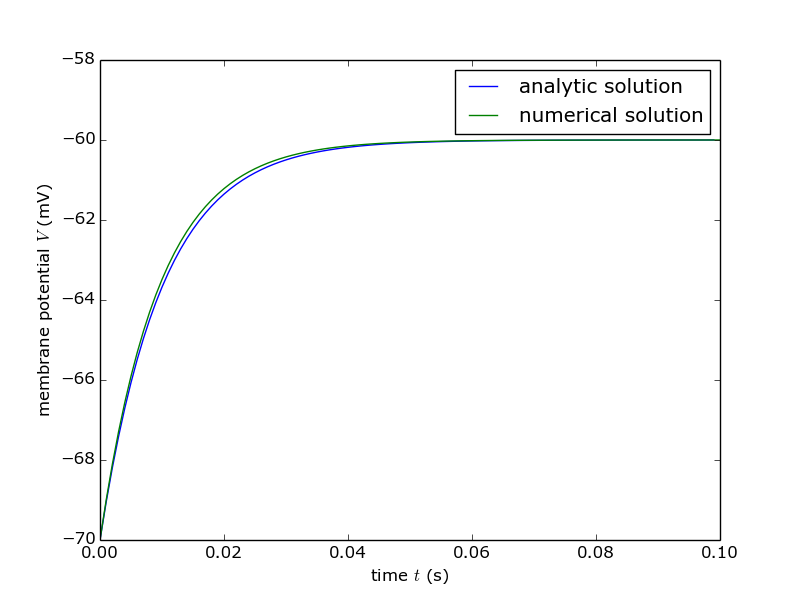 −58
−60
−62
−64
−66
−68
−70
membrane potential V (mV)
analytic solution
numerical solution
0.00 0.02 0.04 0.06 0.08 0.10
time t (s)